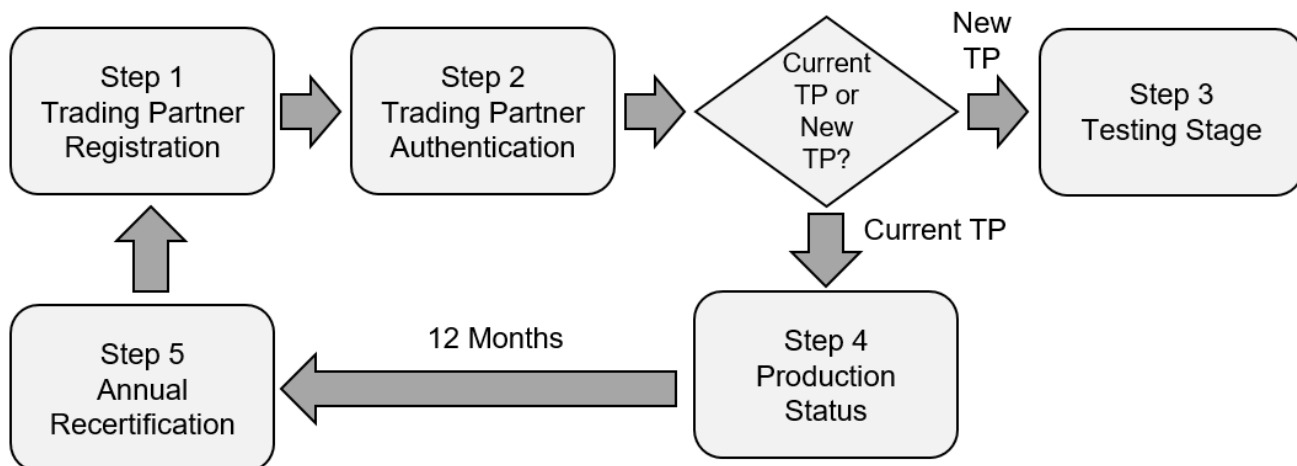 Step 1
Trading Partner
Registration
Step 2
Trading Partner
Authentication
Current
TP or
New
TP?
New
TP
Step 3
Testing Stage
Current TP
Step 4
Production
Status
12 Months
Step 5
Annual
Recertification